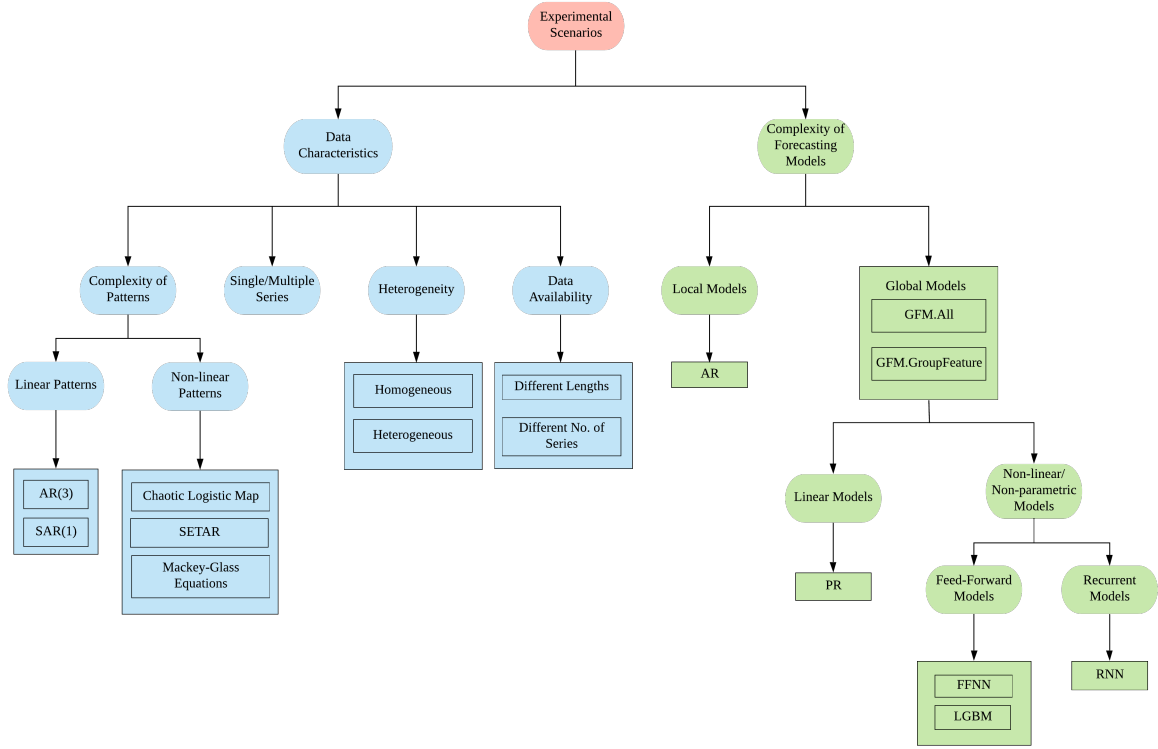 Experimental
Scenarios
Data
Characteristics
Complexity of
Forecasting
Models
Complexity of
Patterns
Single/Multiple
Series
Heterogeneity
Data
Availability
Local Models
Global Models
GFM.All
GFM.GroupFeature
Linear Patterns
Non-linear
Patterns
Homogeneous
Heterogeneous
Different Lengths
Different No. of
Series
AR
AR(3)
SAR(1)
Chaotic Logistic Map
SETAR
Mackey-Glass
Equations
Linear Models
Non-linear/
Non-parametric
Models
PR
Feed-Forward
Models
Recurrent
Models
FFNN
LGBM
RNN